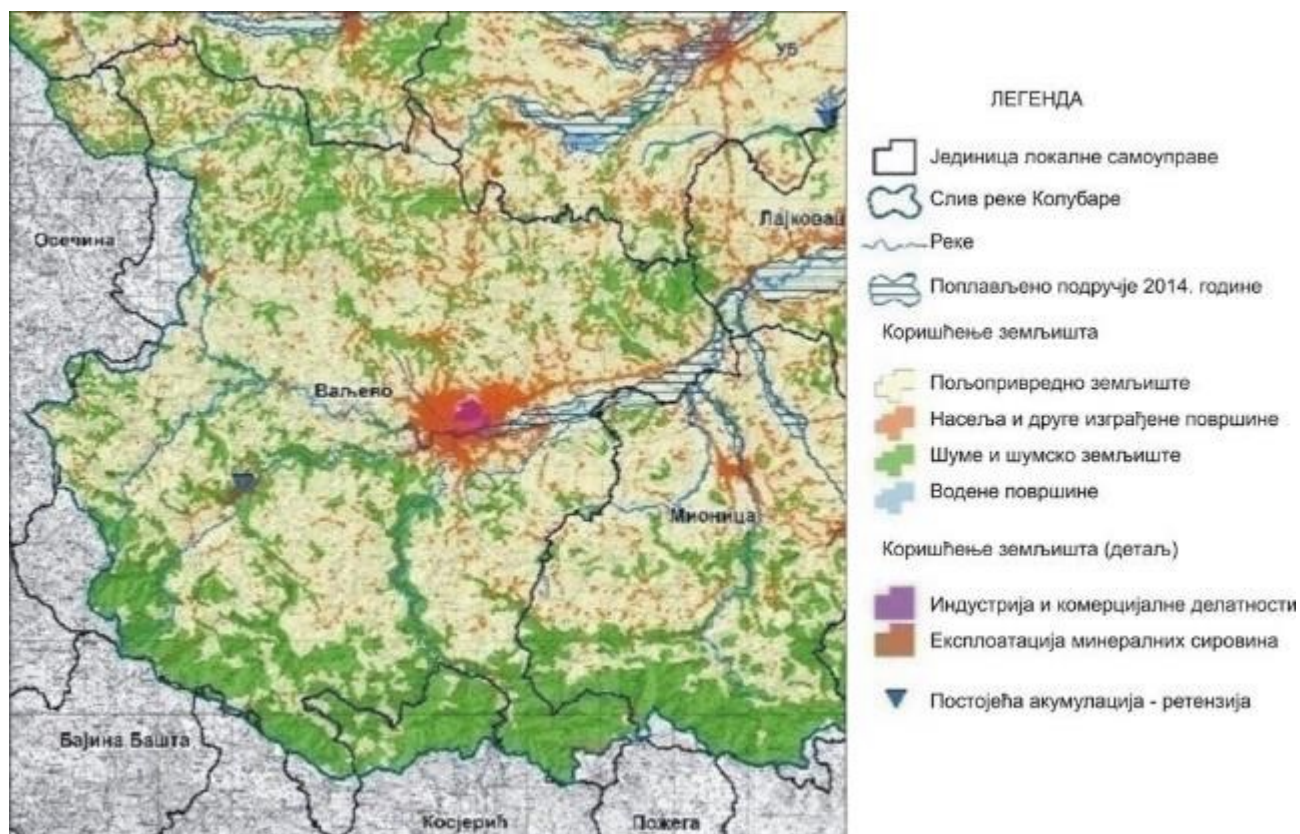 УБ
Лајковац
Осечина
Ваљево
Мионица
Бајина Башта
Косјерић
Пожега
ЛЕГЕНДА
Јединица локалне самоуправе
Слив реке Колубаре
Реке
Поплављено подручје 2014. године
Коришћење земљишта
Пољопривредно земљиште
Насеља и друге изграђене површине
Шуме и шумско земљиште
Водене површине
Коришћење земљишта (детаљ)
Индустрија и комерцијалне делатности
Експлоатација минералних сировина
Постојећа акумулација - ретензија